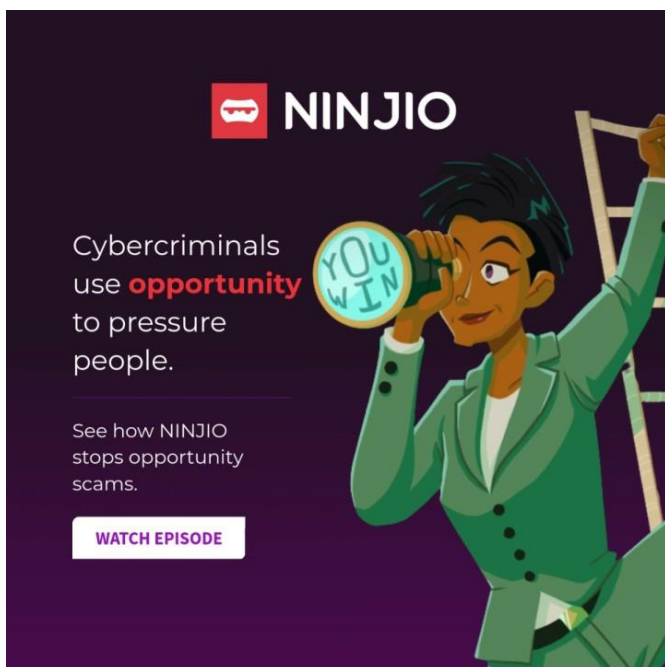 NINJIO
Cybercriminals
use opportunity
to pressure
people.
YOU
WIN
See how NINJIO
stops opportunity
scams.
WATCH EPISODE